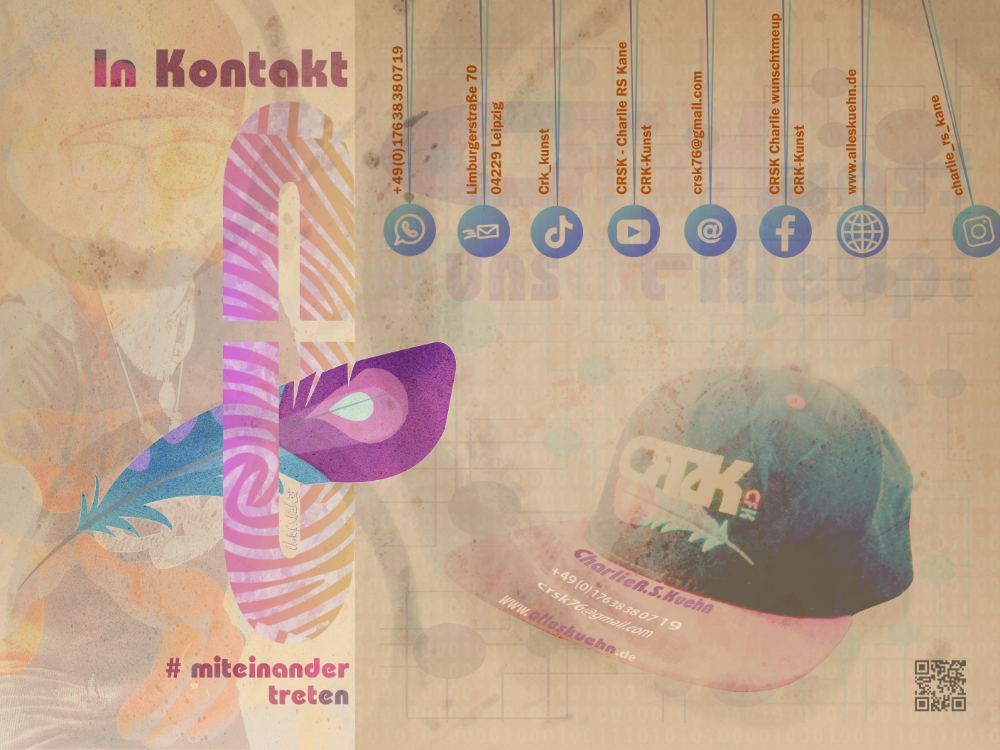 In Kontakt
+49(0)17638380719
Limburgerstraße 70
04229 Leipzig
Crk_kunst
CRSK - Charlie RS Kane
CRK-Kunst
crsk76@gmail.com
CRSK Charlie wunschtmeup
CRK-Kunst
www.alleskuehn.de
charlie_rs_kane
@
CRZK
CharlieR.S.Kuehn
+49(0)17638380719
crsk76@gmail.com
www.alleskuehn.de
# miteinander
treten